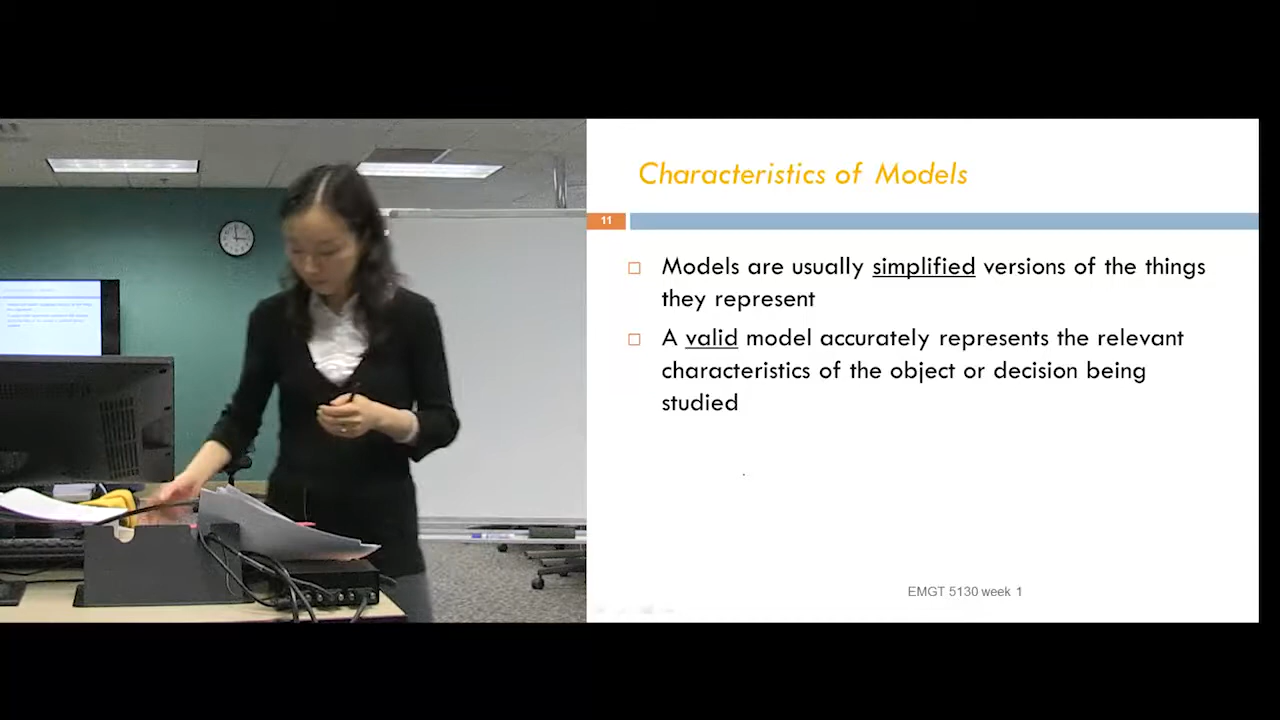 Characteristics of Models
11
Models are usually simplified versions of the things
they represent
A valid model accurately represents the relevant
characteristics of the object or decision being
studied
EMGT 5130 week 1